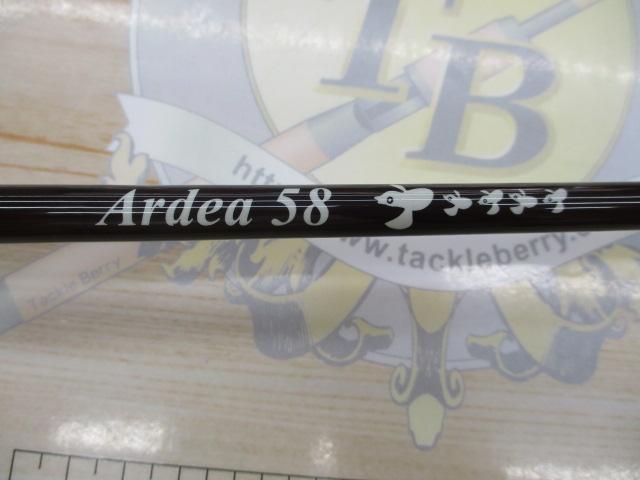 TB
http
Ardea 58
www.tackleberry.
Tackle Berry